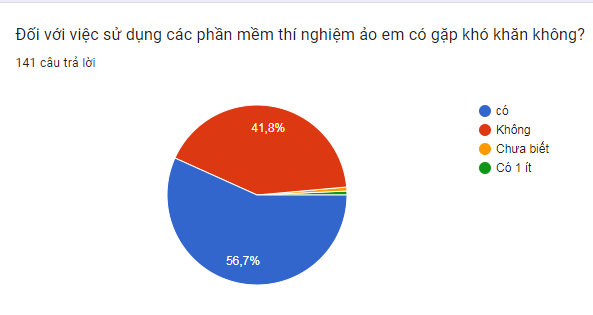 Đối với việc sử dụng các phần mềm thí nghiệm ảo em có gặp khó khăn không?
141 câu trả lời
41,8%
56,7%
có
Không
Chưa biết
Có 1 ít